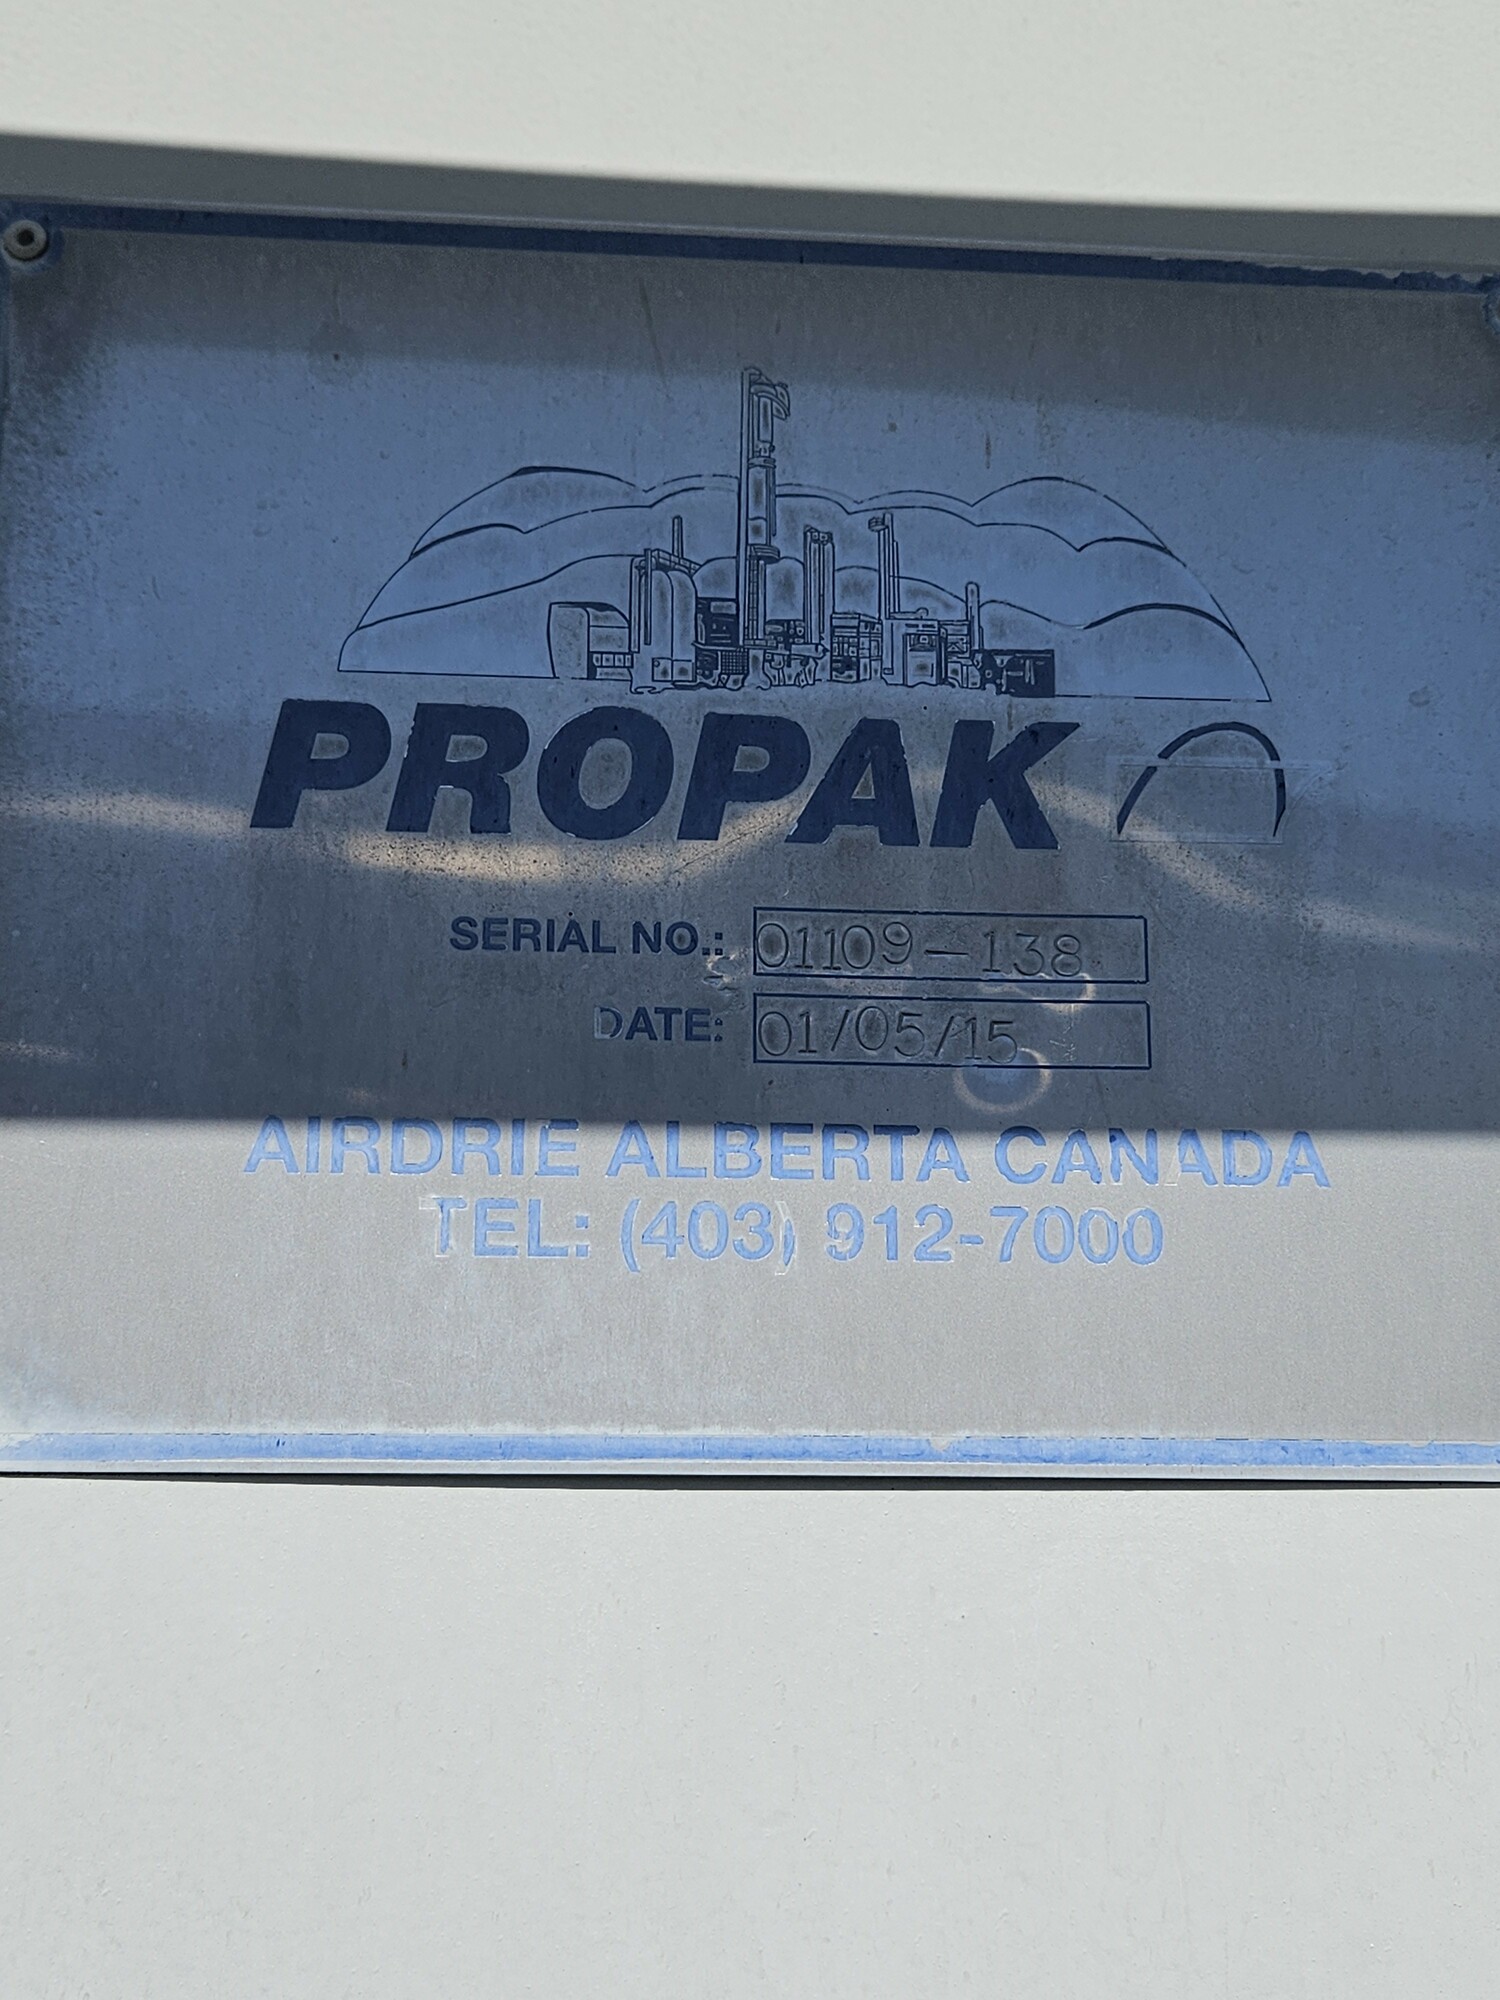 PROPAK
SERIAL NO.: 01109-138
DATE: 01/05/15
AIRDRIE ALBERTA CANADA
TEL: (403) 912-7000